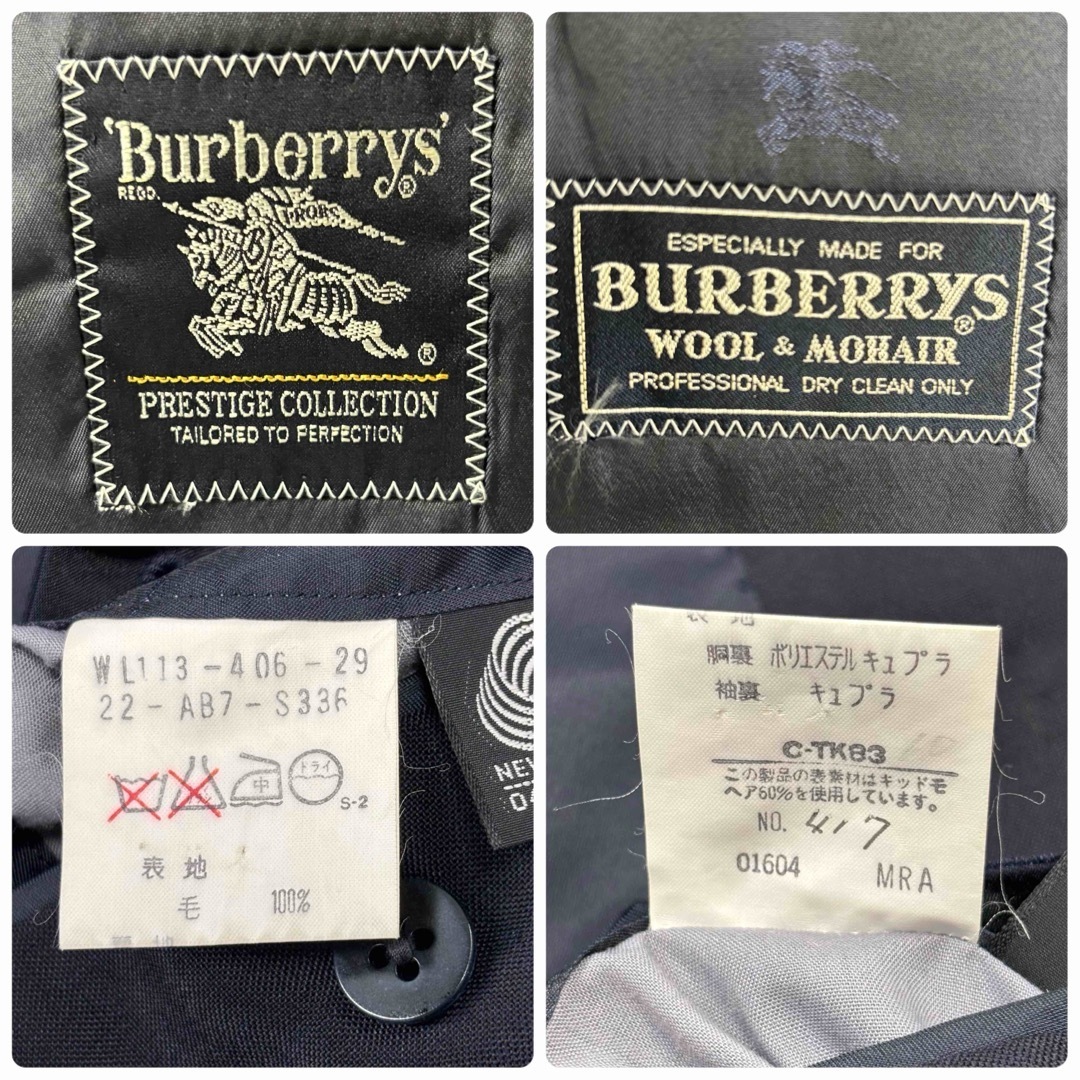 'Burberrys'
®
REGD.
RORS
®
PRESTIGE COLLECTION
TAILORED TO PERFECTION
ESPECIALLY MADE FOR
BURBERRYS®
WOOL & MOHAIR
PROFESSIONAL DRY CLEAN ONLY
WL113-406-29
22-AB7-S336
中
ドライ
S-2
表地
毛 100%
NEW
表地
胴裏 ポリエステル キュプラ
袖裏 キュプラ
C-TK83
この製品の表素材はキッドモ
ヘア60%を使用しています。
NO. 417
01604 MRA